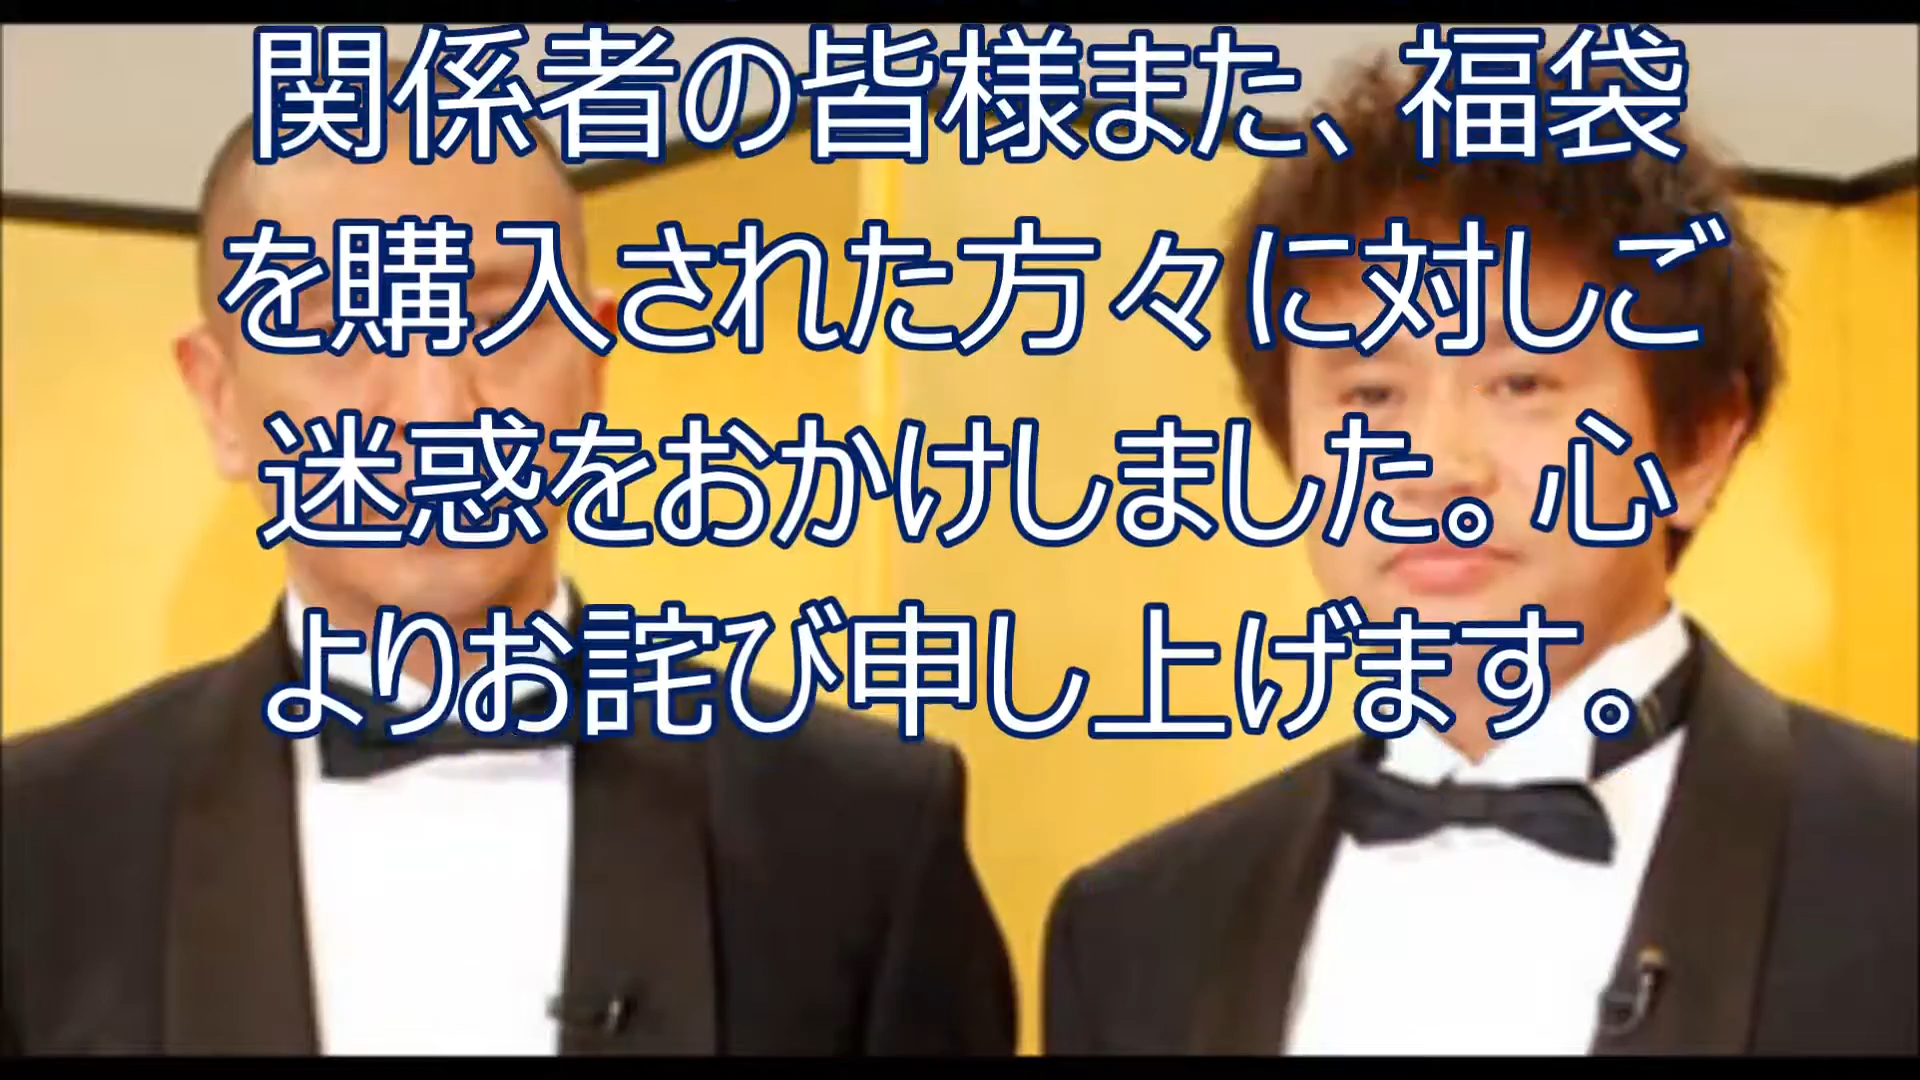 関係者の皆様また、福袋
を購入された方々に対しご
迷惑をおかけしました。心
よりお詫び申し上げます。